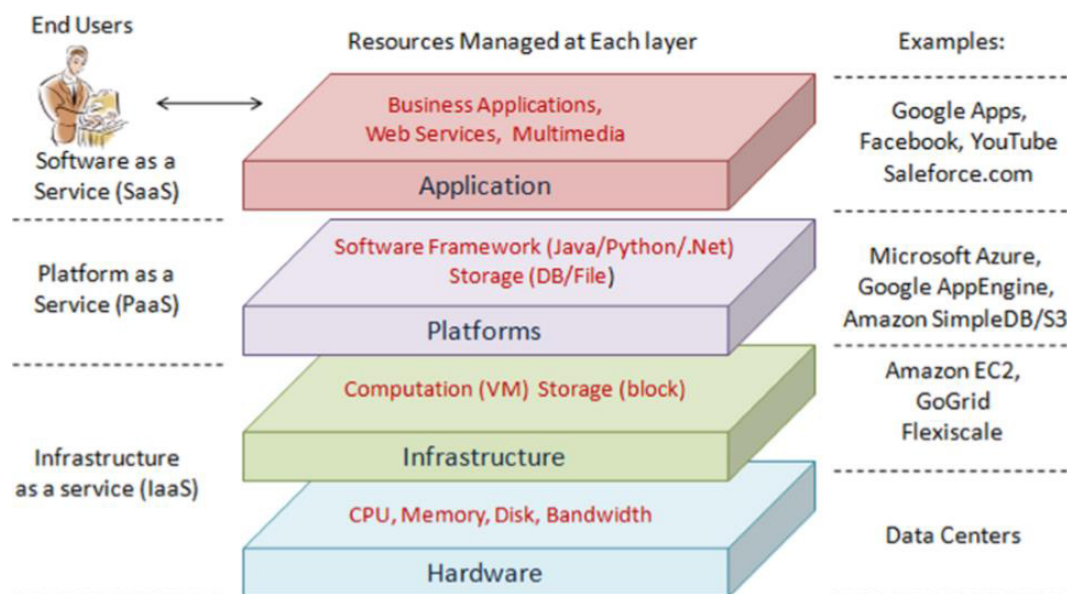 End Users
Resources Managed at Each layer
Examples:
Business Applications,
Web Services, Multimedia
Application
Software as a
Service (SaaS)
Google Apps,
Facebook, YouTube
Saleforce.com
Platform as a
Service (PaaS)
Software Framework (Java/Python/.Net)
Storage (DB/File)
Platforms
Microsoft Azure,
Google AppEngine,
Amazon SimpleDB/S3
Infrastructure
as a service (IaaS)
Computation (VM) Storage (block)
Infrastructure
Amazon EC2,
GoGrid
Flexiscale
CPU, Memory, Disk, Bandwidth
Hardware
Data Centers